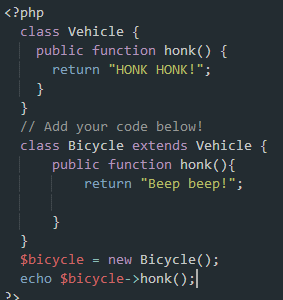 <?php
class Vehicle {
public function honk() {
return "HONK HONK!";
}
}
// Add your code below!
class Bicycle extends Vehicle {
public function honk(){
return "Beep beep!";
}
}
$bicycle = new Bicycle();
echo $bicycle->honk();
?>